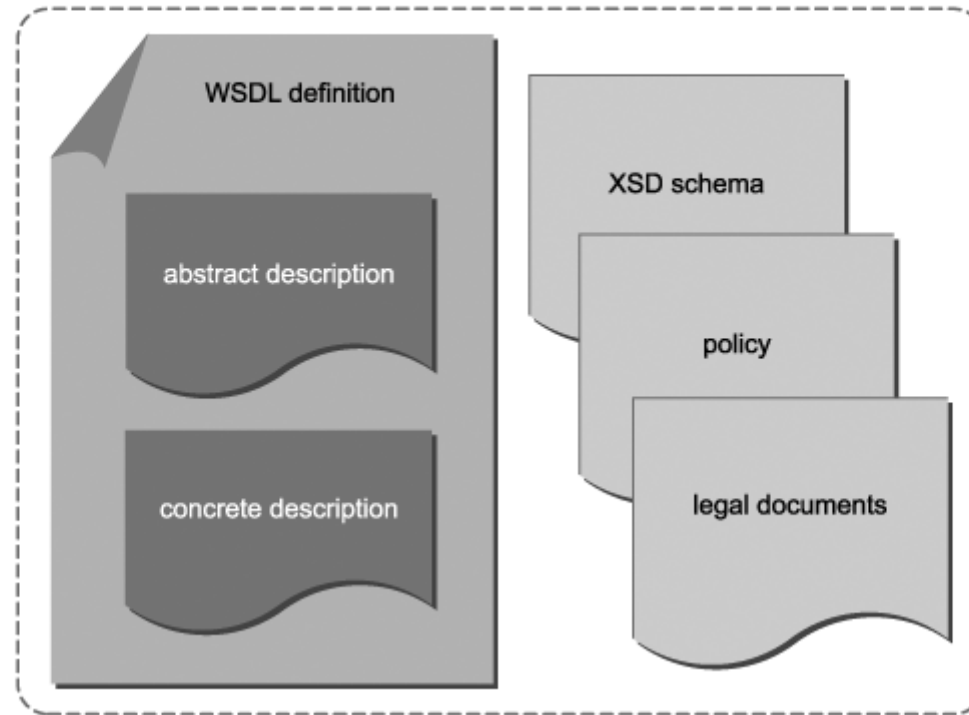 WSDL definition
abstract description
concrete description
XSD schema
policy
legal documents